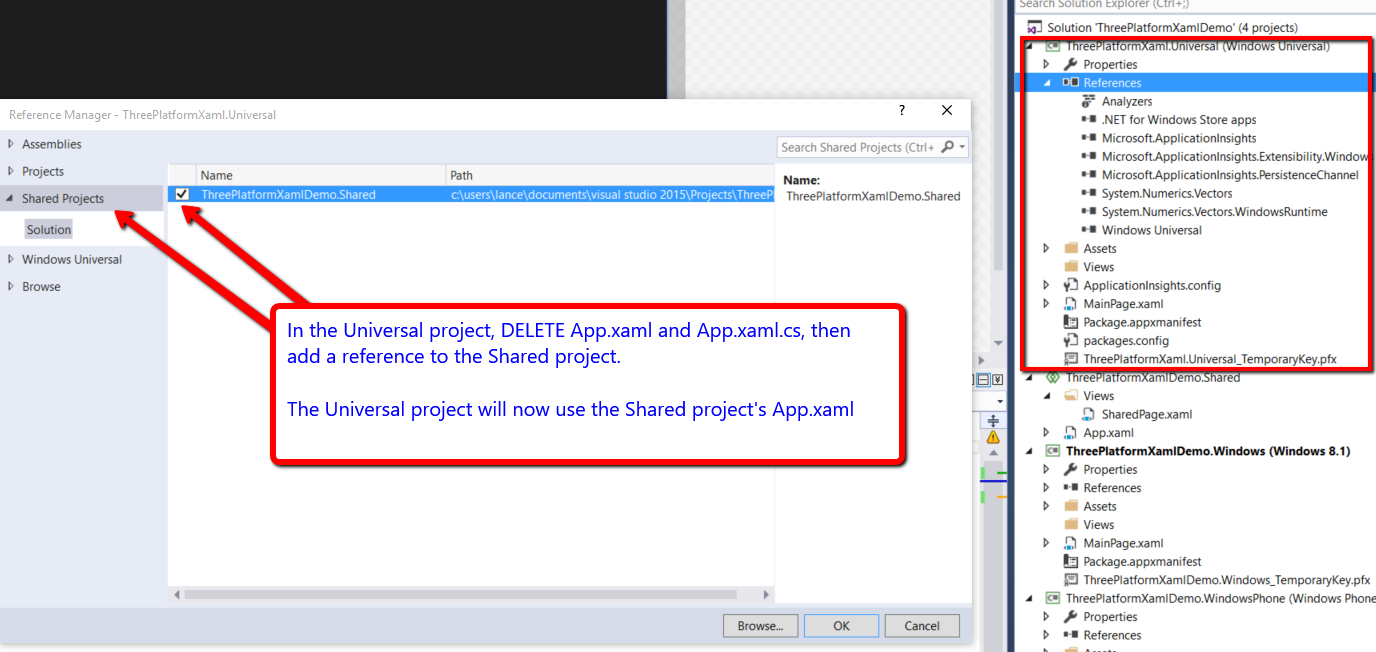 Search Solution Explorer (Ctrl+;)
Solution 'ThreePlatformXamlDemo' (4 projects)
ThreePlatformXaml.Universal (Windows Universal)
Properties
References
Analyzers
.NET for Windows Store apps
Microsoft.ApplicationInsights
Microsoft.ApplicationInsights.Extensibility.Window
Microsoft.ApplicationInsights.PersistenceChannel
System.Numerics.Vectors
System.Numerics.Vectors.WindowsRuntime
Windows Universal
Assets
Views
ApplicationInsights.config
MainPage.xaml
Package.appxmanifest
packages.config
ThreePlatformXaml.Universal_TemporaryKey.pfx
ThreePlatformXamlDemo.Shared
Views
SharedPage.xaml
App.xaml
ThreePlatformXamlDemo.Windows (Windows 8.1)
Properties
References
Assets
Views
MainPage.xaml
Package.appxmanifest
ThreePlatformXamlDemo.Windows_TemporaryKey.pfx
ThreePlatformXamlDemo.WindowsPhone (Windows Phone
Properties
References
Assets
Reference Manager - ThreePlatformXaml.Universal
?
Assemblies
Projects
Shared Projects
Solution
Windows Universal
Browse
Search Shared Projects (Ctrl+
Name Path
ThreePlatformXamlDemo.Shared c:\users\lance\documents\visual studio 2015\Projects\ThreeP
Name:
ThreePlatformXamlDemo.Shared
In the Universal project, DELETE App.xaml and App.xaml.cs, then
add a reference to the Shared project.
The Universal project will now use the Shared project's App.xaml
Browse... OK Cancel